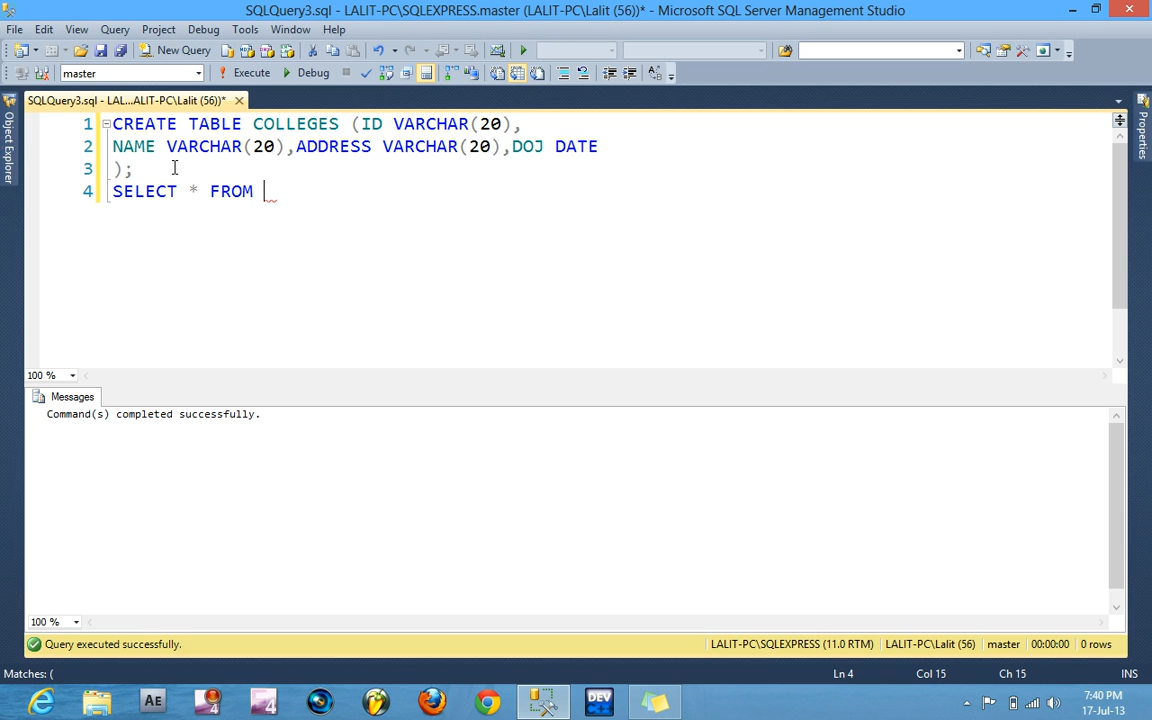 SQLQuery3.sql - LALIT-PC\SQLEXPRESS.master (LALIT-PC\Lalit (56))* - Microsoft SQL Server Management Studio
File Edit View Query Project Debug Tools Window Help
New Query
master Execute Debug
SQLQuery3.sql - LAL...ALIT-PC\Lalit (56))*
Object Explorer
Properties
1 CREATE TABLE COLLEGES (ID VARCHAR(20),
2 NAME VARCHAR(20),ADDRESS VARCHAR(20),DOJ DATE
3 );
4 SELECT * FROM
100 %
Messages
Command(s) completed successfully.
100 %
Query executed successfully. LALIT-PC\SQLEXPRESS (11.0 RTM) LALIT-PC\Lalit (56) master 00:00:00 0 rows
Matches: ( Ln 4 Col 15 Ch 15 INS
AE 4 4 DEV
7:40 PM
17-Jul-13